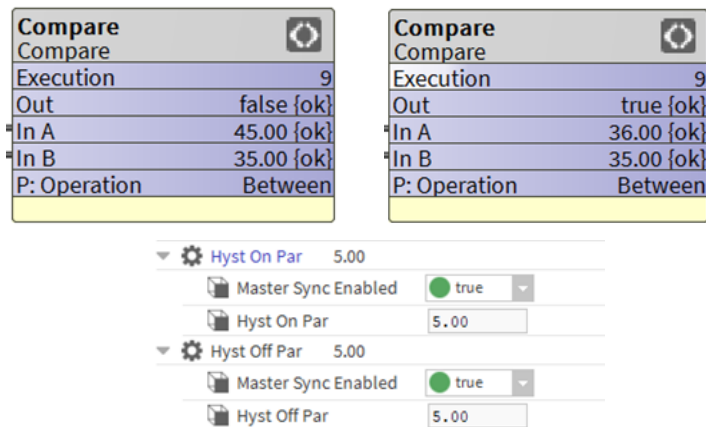 Compare
Compare
Execution 9
Out false {ok}
In A 45.00 {ok}
In B 35.00 {ok}
P: Operation Between
Compare
Compare
Execution 9
Out true {ok}
In A 36.00 {ok}
In B 35.00 {ok}
P: Operation Between
Hyst On Par 5.00
Master Sync Enabled true
Hyst On Par 5.00
Hyst Off Par 5.00
Master Sync Enabled true
Hyst Off Par 5.00